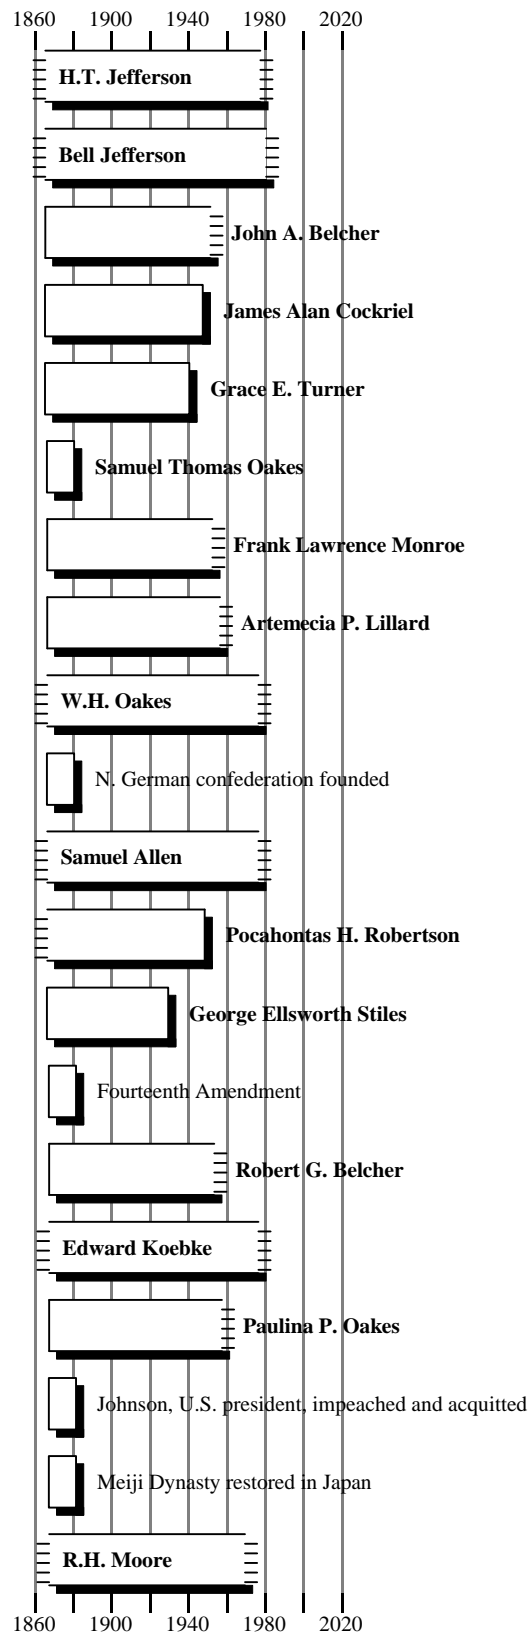 1860 1900 1940 1980 2020
H.T. Jefferson
Bell Jefferson
John A. Belcher
James Alan Cockriel
Grace E. Turner
Samuel Thomas Oakes
Frank Lawrence Monroe
Artemecia P. Lillard
W.H. Oakes
N. German confederation founded
Samuel Allen
Pocahontas H. Robertson
George Ellsworth Stiles
Fourteenth Amendment
Robert G. Belcher
Edward Koebke
Paulina P. Oakes
Johnson, U.S. president, impeached and acquitted
Meiji Dynasty restored in Japan
R.H. Moore
1860 1900 1940 1980 2020